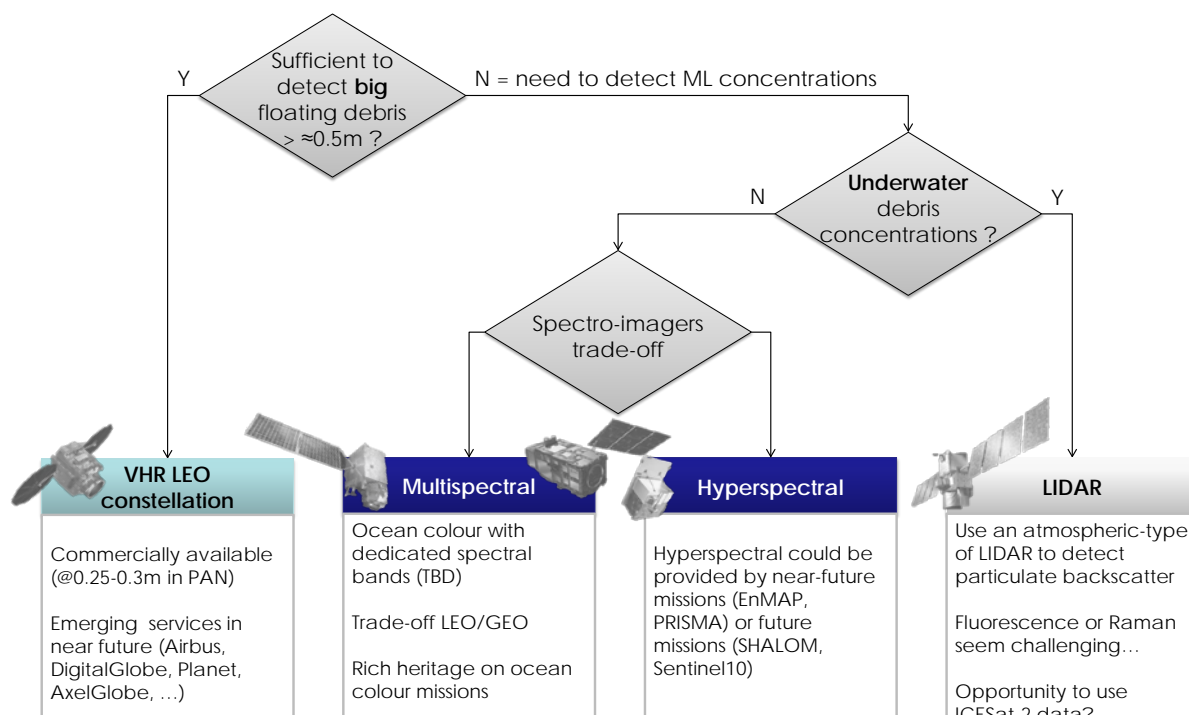 Sufficient to
detect big
floating debris
> ≈0.5m ?
Y
N = need to detect ML concentrations
Underwater
debris
concentrations ?
N
Y
Spectro-imagers
trade-off
VHR LEO
constellation
Commercially available
(@0.25-0.3m in PAN)
Emerging services in
near future (Airbus,
DigitalGlobe, Planet,
AxelGlobe, …)
Multispectral
Ocean colour with
dedicated spectral
bands (TBD)
Trade-off LEO/GEO
Rich heritage on ocean
colour missions
Hyperspectral
Hyperspectral could be
provided by near-future
missions (EnMAP,
PRISMA) or future
missions (SHALOM,
Sentinel10)
LIDAR
Use an atmospheric-type
of LIDAR to detect
particulate backscatter
Fluorescence or Raman
seem challenging…
Opportunity to use
ICESat-2 data?